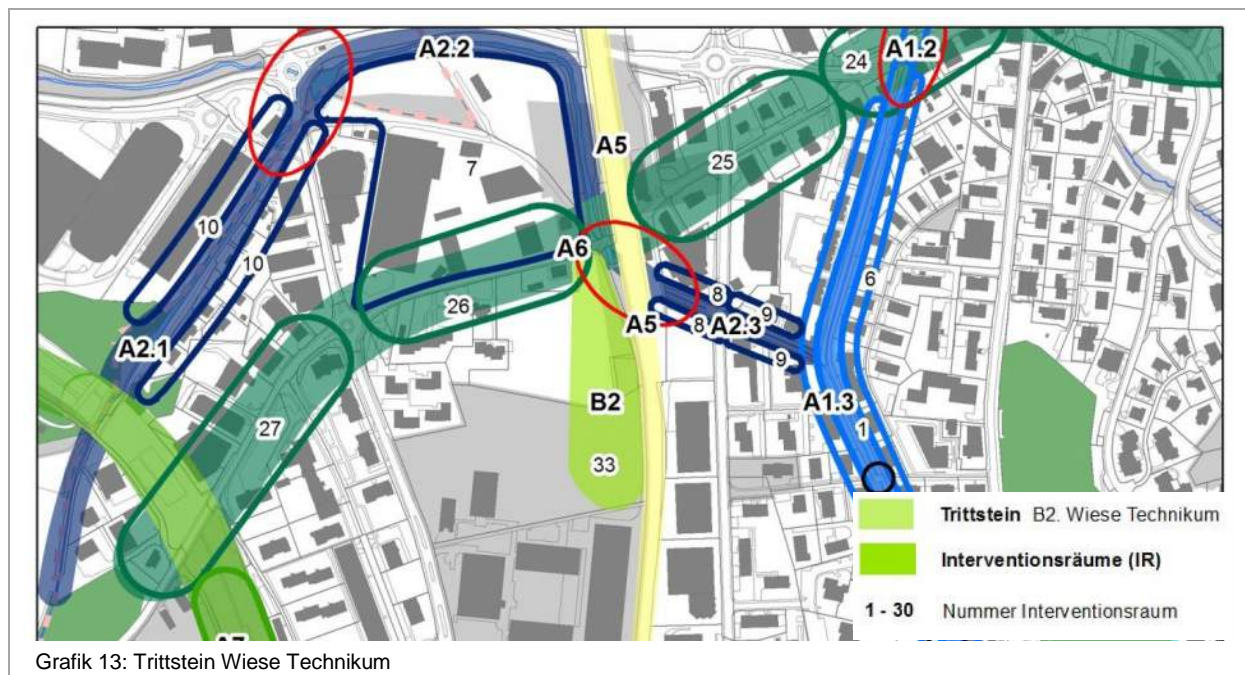 A2.2
A1.2
24
A5
7
25
10
10
A6
6
26
8
9
A5
8
A2.3
9
A2.1
A1.3
B2
1
27
33
Trittstein B2. Wiese Technikum
Interventionsräume (IR)
1 - 30 Nummer Interventionsraum
A7
Grafik 13: Trittstein Wiese Technikum